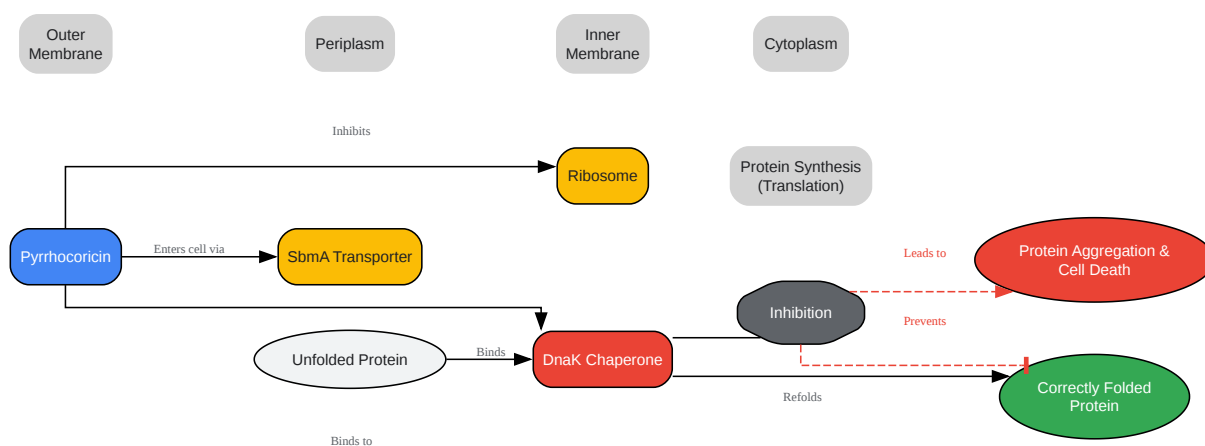 Outer
Membrane
Periplasm
Inner
Membrane
Cytoplasm
Inhibits
Ribosome
Protein Synthesis
(Translation)
Pyrrhocoricin
Enters cell via
SbmA Transporter
Leads to
Protein Aggregation &
Cell Death
Inhibition
Prevents
Unfolded Protein
Binds
DnaK Chaperone
Refolds
Correctly Folded
Protein
Binds to